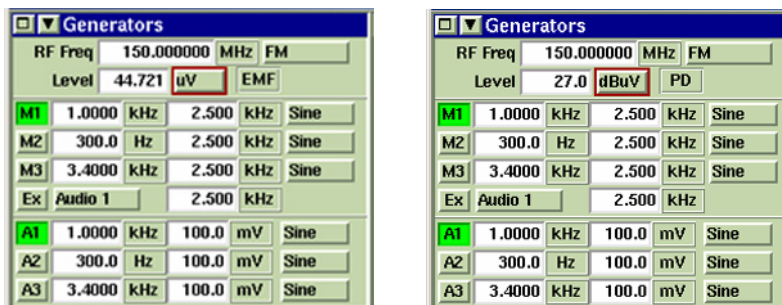 Generators
RF Freq 150.000000 MHz FM
Level 44.721 uV EMF
M1 1.0000 kHz 2.500 kHz Sine
M2 300.0 Hz 2.500 kHz Sine
M3 3.4000 kHz 2.500 kHz Sine
Ex Audio 1 2.500 kHz
A1 1.0000 kHz 100.0 mV Sine
A2 300.0 Hz 100.0 mV Sine
A3 3.4000 kHz 100.0 mV Sine
Generators
RF Freq 150.000000 MHz FM
Level 27.0 dBuV PD
M1 1.0000 kHz 2.500 kHz Sine
M2 300.0 Hz 2.500 kHz Sine
M3 3.4000 kHz 2.500 kHz Sine
Ex Audio 1 2.500 kHz
A1 1.0000 kHz 100.0 mV Sine
A2 300.0 Hz 100.0 mV Sine
A3 3.4000 kHz 100.0 mV Sine